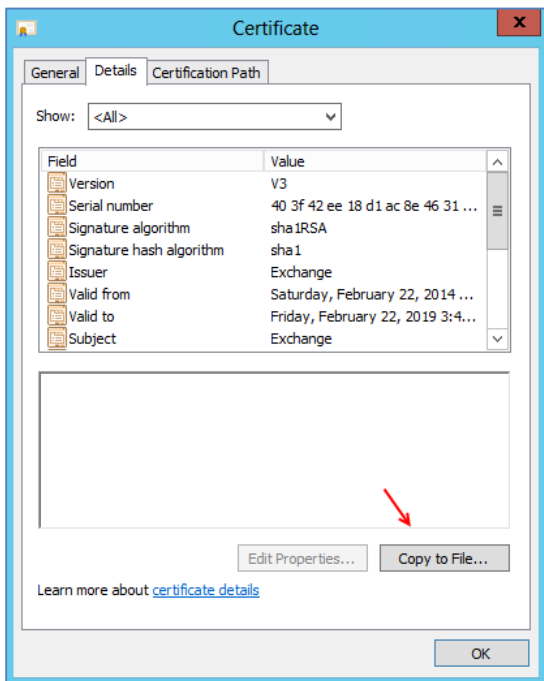 Certificate
x
General Details Certification Path
Show: <All>
Field Value
Version V3
Serial number 40 3f 42 ee 18 d1 ac 8e 46 31 ...
Signature algorithm sha1RSA
Signature hash algorithm sha1
Issuer Exchange
Valid from Saturday, February 22, 2014 ...
Valid to Friday, February 22, 2019 3:4...
Subject Exchange
Edit Properties... Copy to File...
Learn more about certificate details
OK